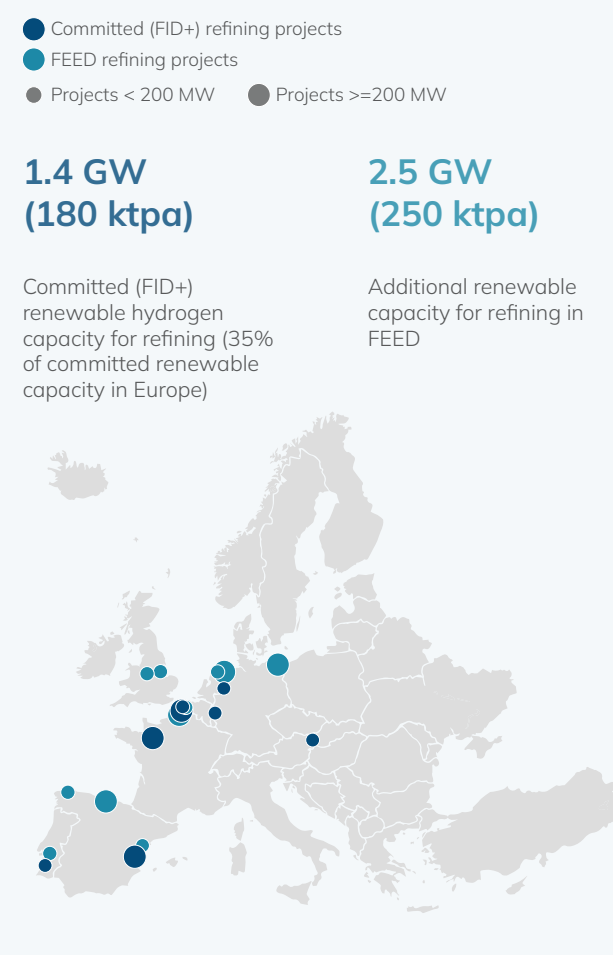 Committed (FID+) refining projects
FEED refining projects
Projects < 200 MW
Projects >=200 MW
1.4 GW
(180 ktpa)
2.5 GW
(250 ktpa)
Committed (FID+)
renewable hydrogen
capacity for refining (35%
of committed renewable
capacity in Europe)
Additional renewable
capacity for refining in
FEED